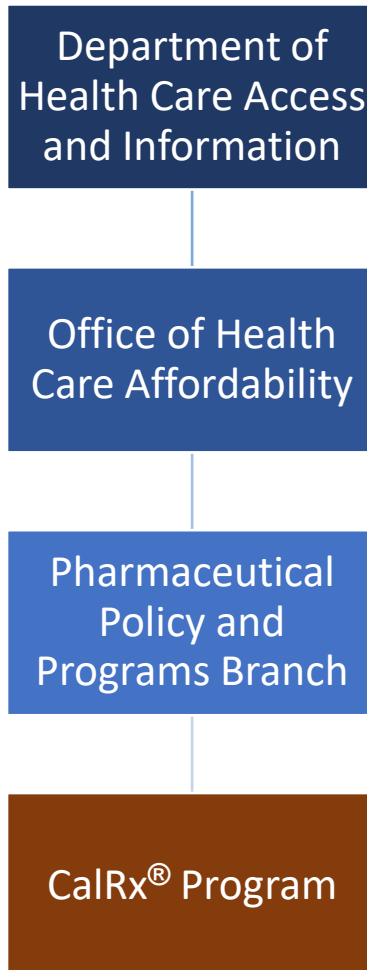 Department of
Health Care Access
and Information
Office of Health
Care Affordability
Pharmaceutical
Policy and
Programs Branch
CalRx® Program